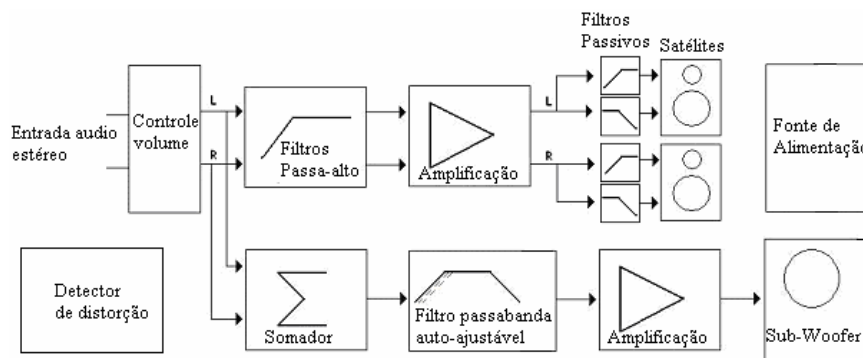 Filtros
Passivos
Satélites
Entrada audio
estéreo
Controle
volume
L
R
Filtros
Passa-alto
Amplificação
L
R
Fonte de
Alimentação
Detector
de distorção
Somador
Filtro passabanda
auto-ajustável
Amplificação
Sub-Woofer